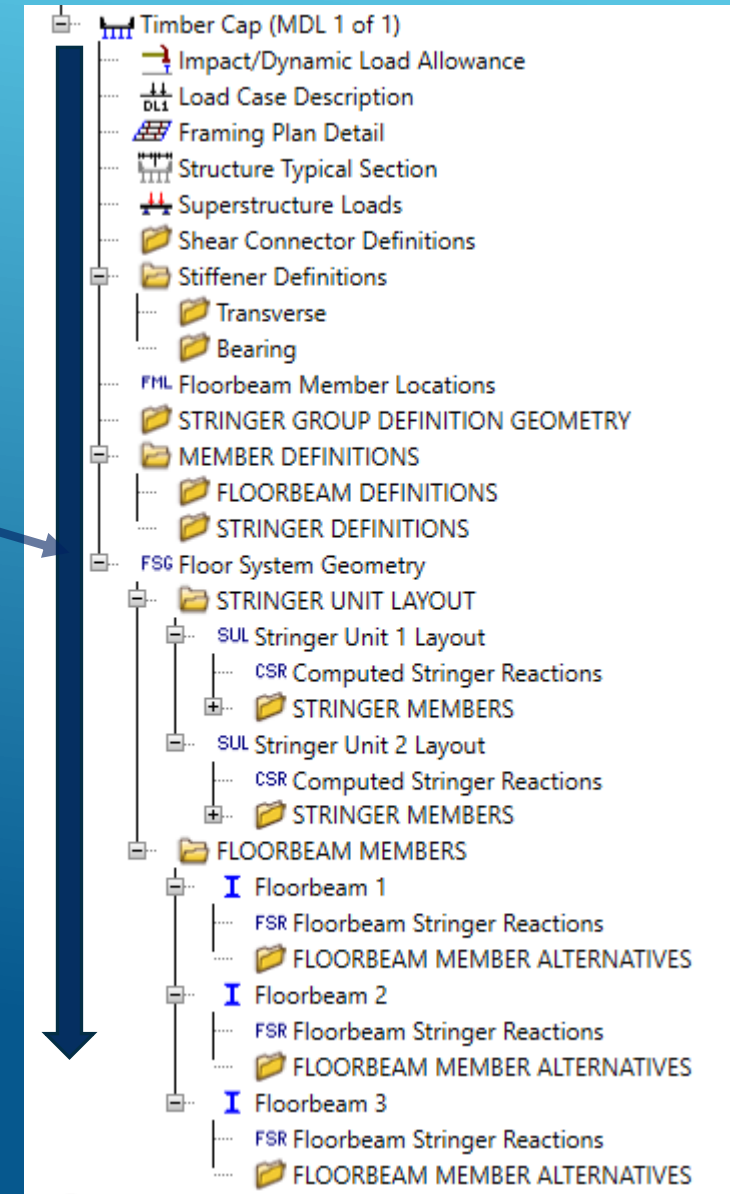 Timber Cap (MDL 1 of 1)
Impact/Dynamic Load Allowance
DL1 Load Case Description
Framing Plan Detail
Structure Typical Section
Superstructure Loads
Shear Connector Definitions
Stiffener Definitions
Transverse
Bearing
FML Floorbeam Member Locations
STRINGER GROUP DEFINITION GEOMETRY
MEMBER DEFINITIONS
FLOORBEAM DEFINITIONS
STRINGER DEFINITIONS
FSG Floor System Geometry
STRINGER UNIT LAYOUT
SUL Stringer Unit 1 Layout
CSR Computed Stringer Reactions
STRINGER MEMBERS
SUL Stringer Unit 2 Layout
CSR Computed Stringer Reactions
STRINGER MEMBERS
FLOORBEAM MEMBERS
Floorbeam 1
FSR Floorbeam Stringer Reactions
FLOORBEAM MEMBER ALTERNATIVES
Floorbeam 2
FSR Floorbeam Stringer Reactions
FLOORBEAM MEMBER ALTERNATIVES
Floorbeam 3
FSR Floorbeam Stringer Reactions
FLOORBEAM MEMBER ALTERNATIVES